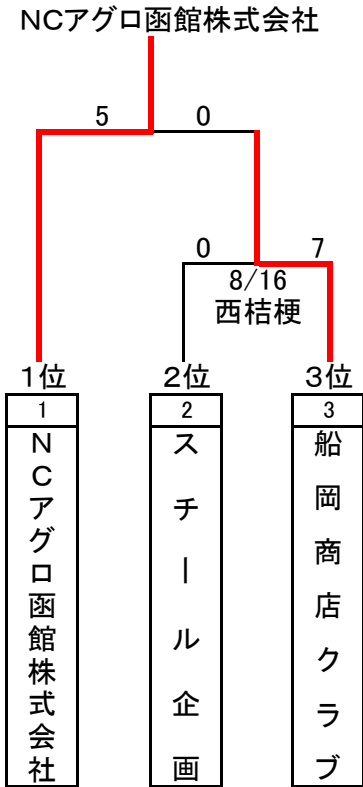 NCアグロ函館株式会社
5 0
0 7
8/16
西桔梗
1位 2位 3位
1 2 3
NCアグロ函館株式会社
スチール企画
船岡商店クラブ